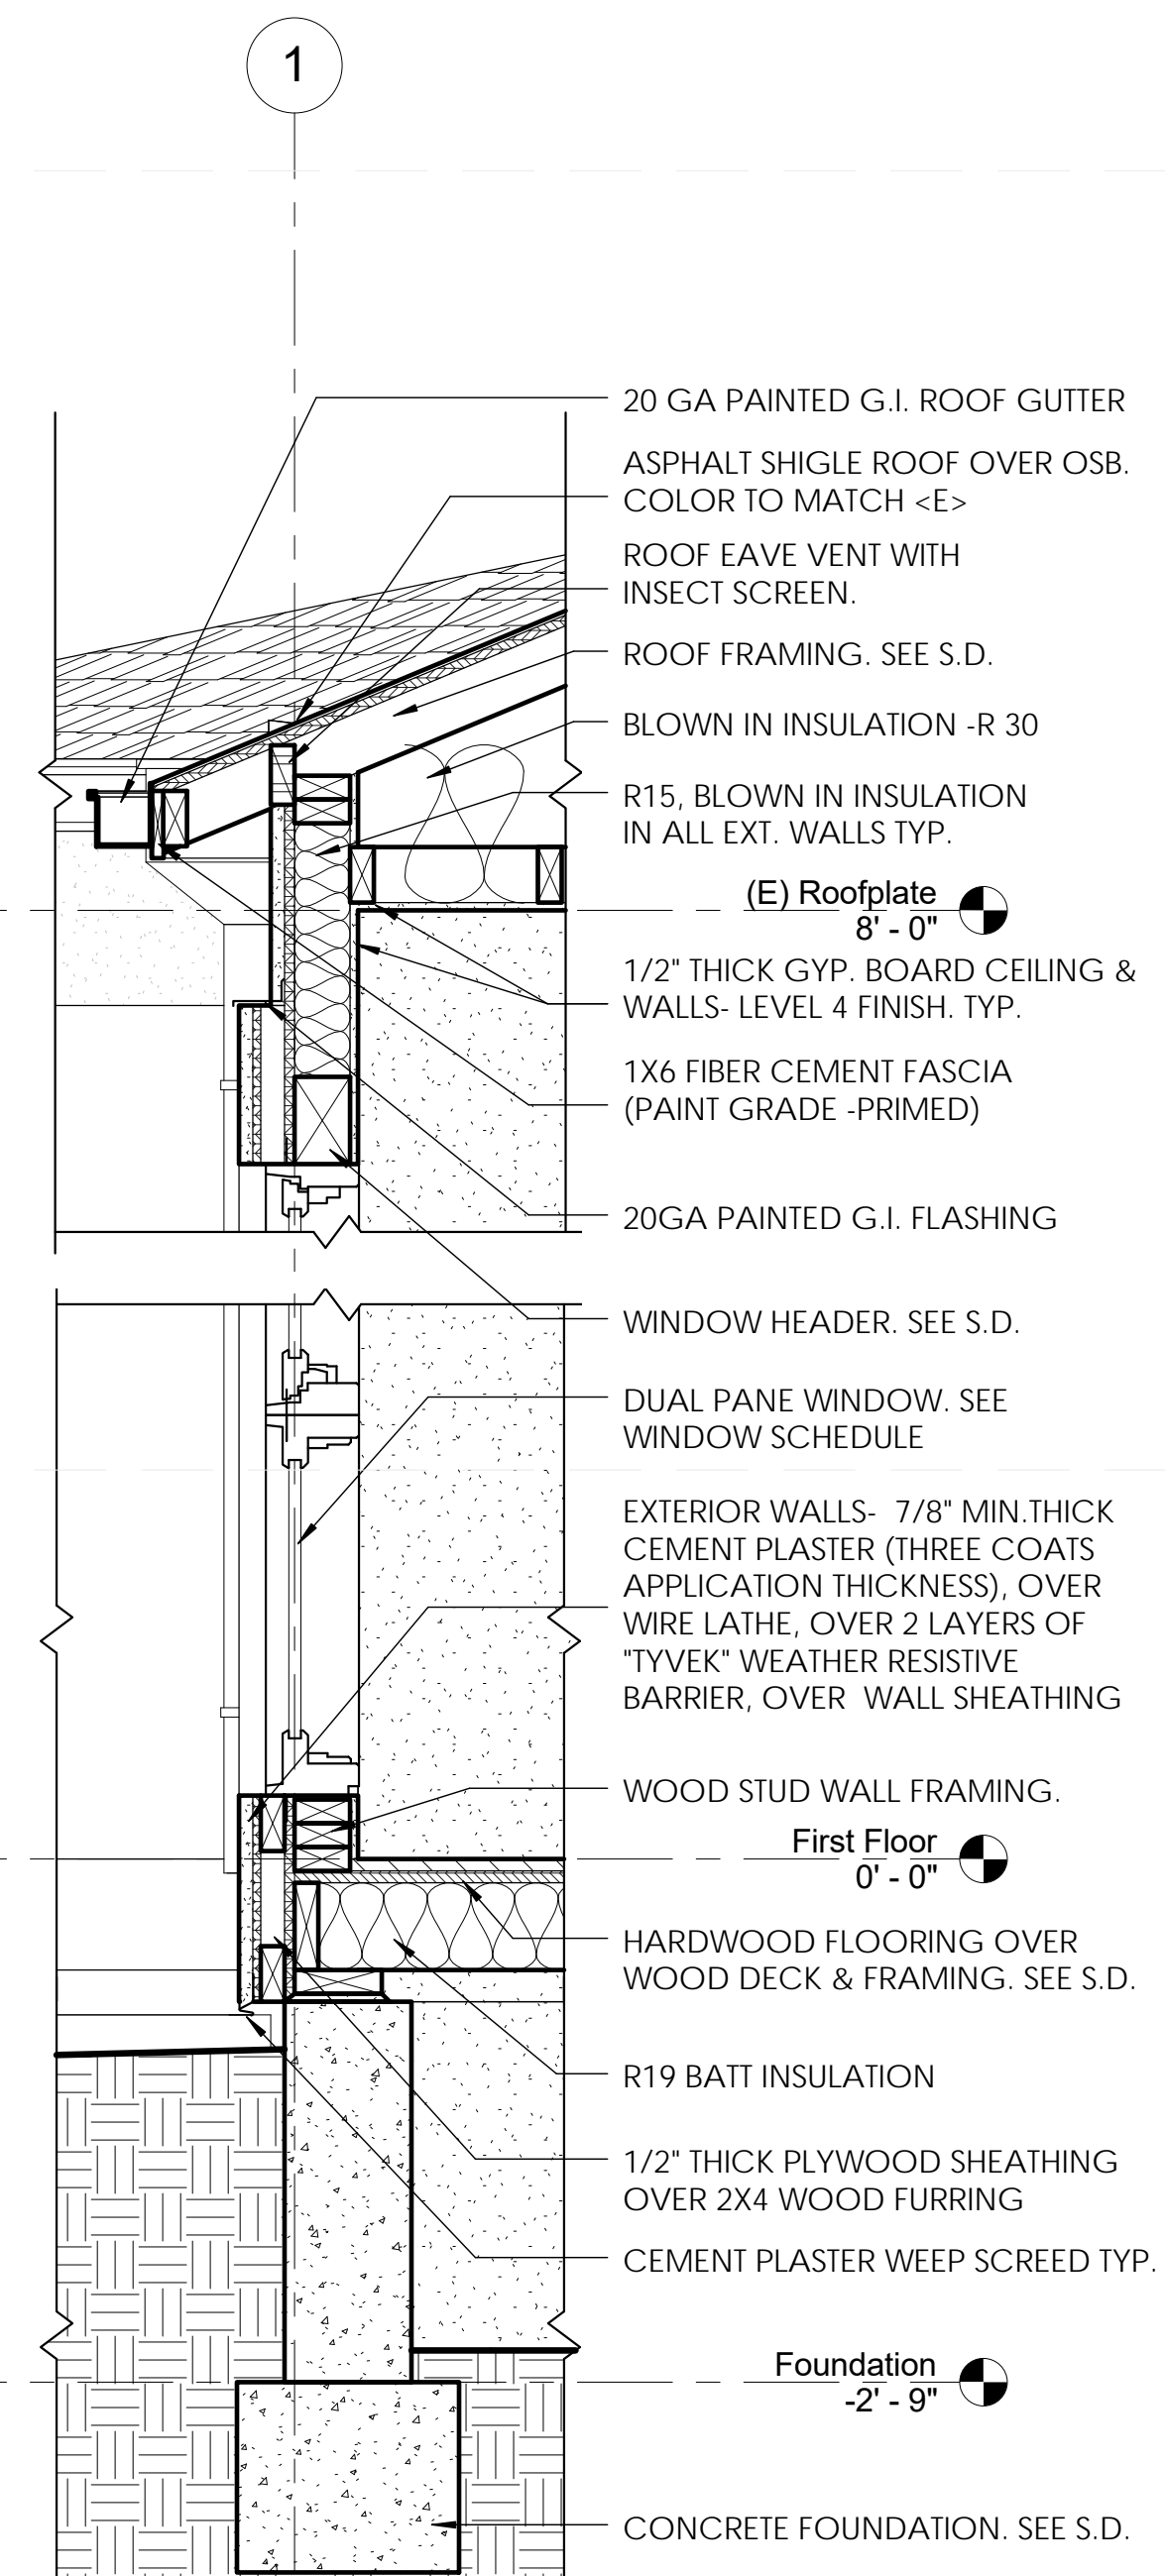 1
20 GA PAINTED G.I. ROOF GUTTER
ASPHALT SHIGLE ROOF OVER OSB.
COLOR TO MATCH <E>
ROOF EAVE VENT WITH
INSECT SCREEN.
ROOF FRAMING. SEE S.D.
BLOWN IN INSULATION -R 30
R15, BLOWN IN INSULATION
IN ALL EXT. WALLS TYP.
(E) Roofplate
8' - 0"
1/2" THICK GYP. BOARD CEILING &
WALLS- LEVEL 4 FINISH. TYP.
1X6 FIBER CEMENT FASCIA
(PAINT GRADE -PRIMED)
20GA PAINTED G.I. FLASHING
WINDOW HEADER. SEE S.D.
DUAL PANE WINDOW. SEE
WINDOW SCHEDULE
EXTERIOR WALLS- 7/8" MIN.THICK
CEMENT PLASTER (THREE COATS
APPLICATION THICKNESS), OVER
WIRE LATHE, OVER 2 LAYERS OF
"TYVEK" WEATHER RESISTIVE
BARRIER, OVER WALL SHEATHING
WOOD STUD WALL FRAMING.
First Floor
0' - 0"
HARDWOOD FLOORING OVER
WOOD DECK & FRAMING. SEE S.D.
R19 BATT INSULATION
1/2" THICK PLYWOOD SHEATHING
OVER 2X4 WOOD FURRING
CEMENT PLASTER WEEP SCREED TYP.
Foundation
-2' - 9"
CONCRETE FOUNDATION. SEE S.D.